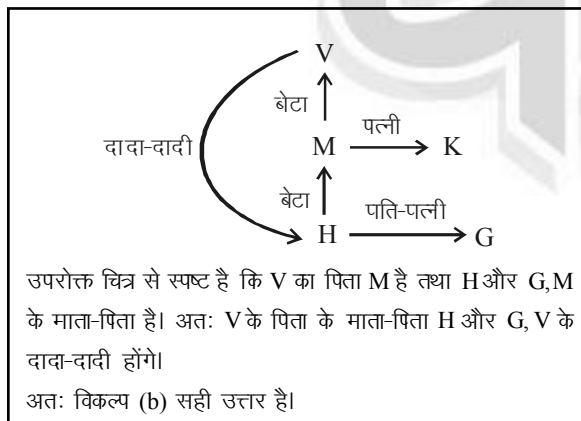 V
बेटा
पत्नी
दादा-दादी
M
K
बेटा
पति-पत्नी
H
G
उपरोक्त चित्र से स्पष्ट है कि V का पिता M है तथा H और G,M
के माता-पिता है। अतः V के पिता के माता-पिता H और G, V के
दादा-दादी होंगे।
अतः विकल्प (b) सही उत्तर है।